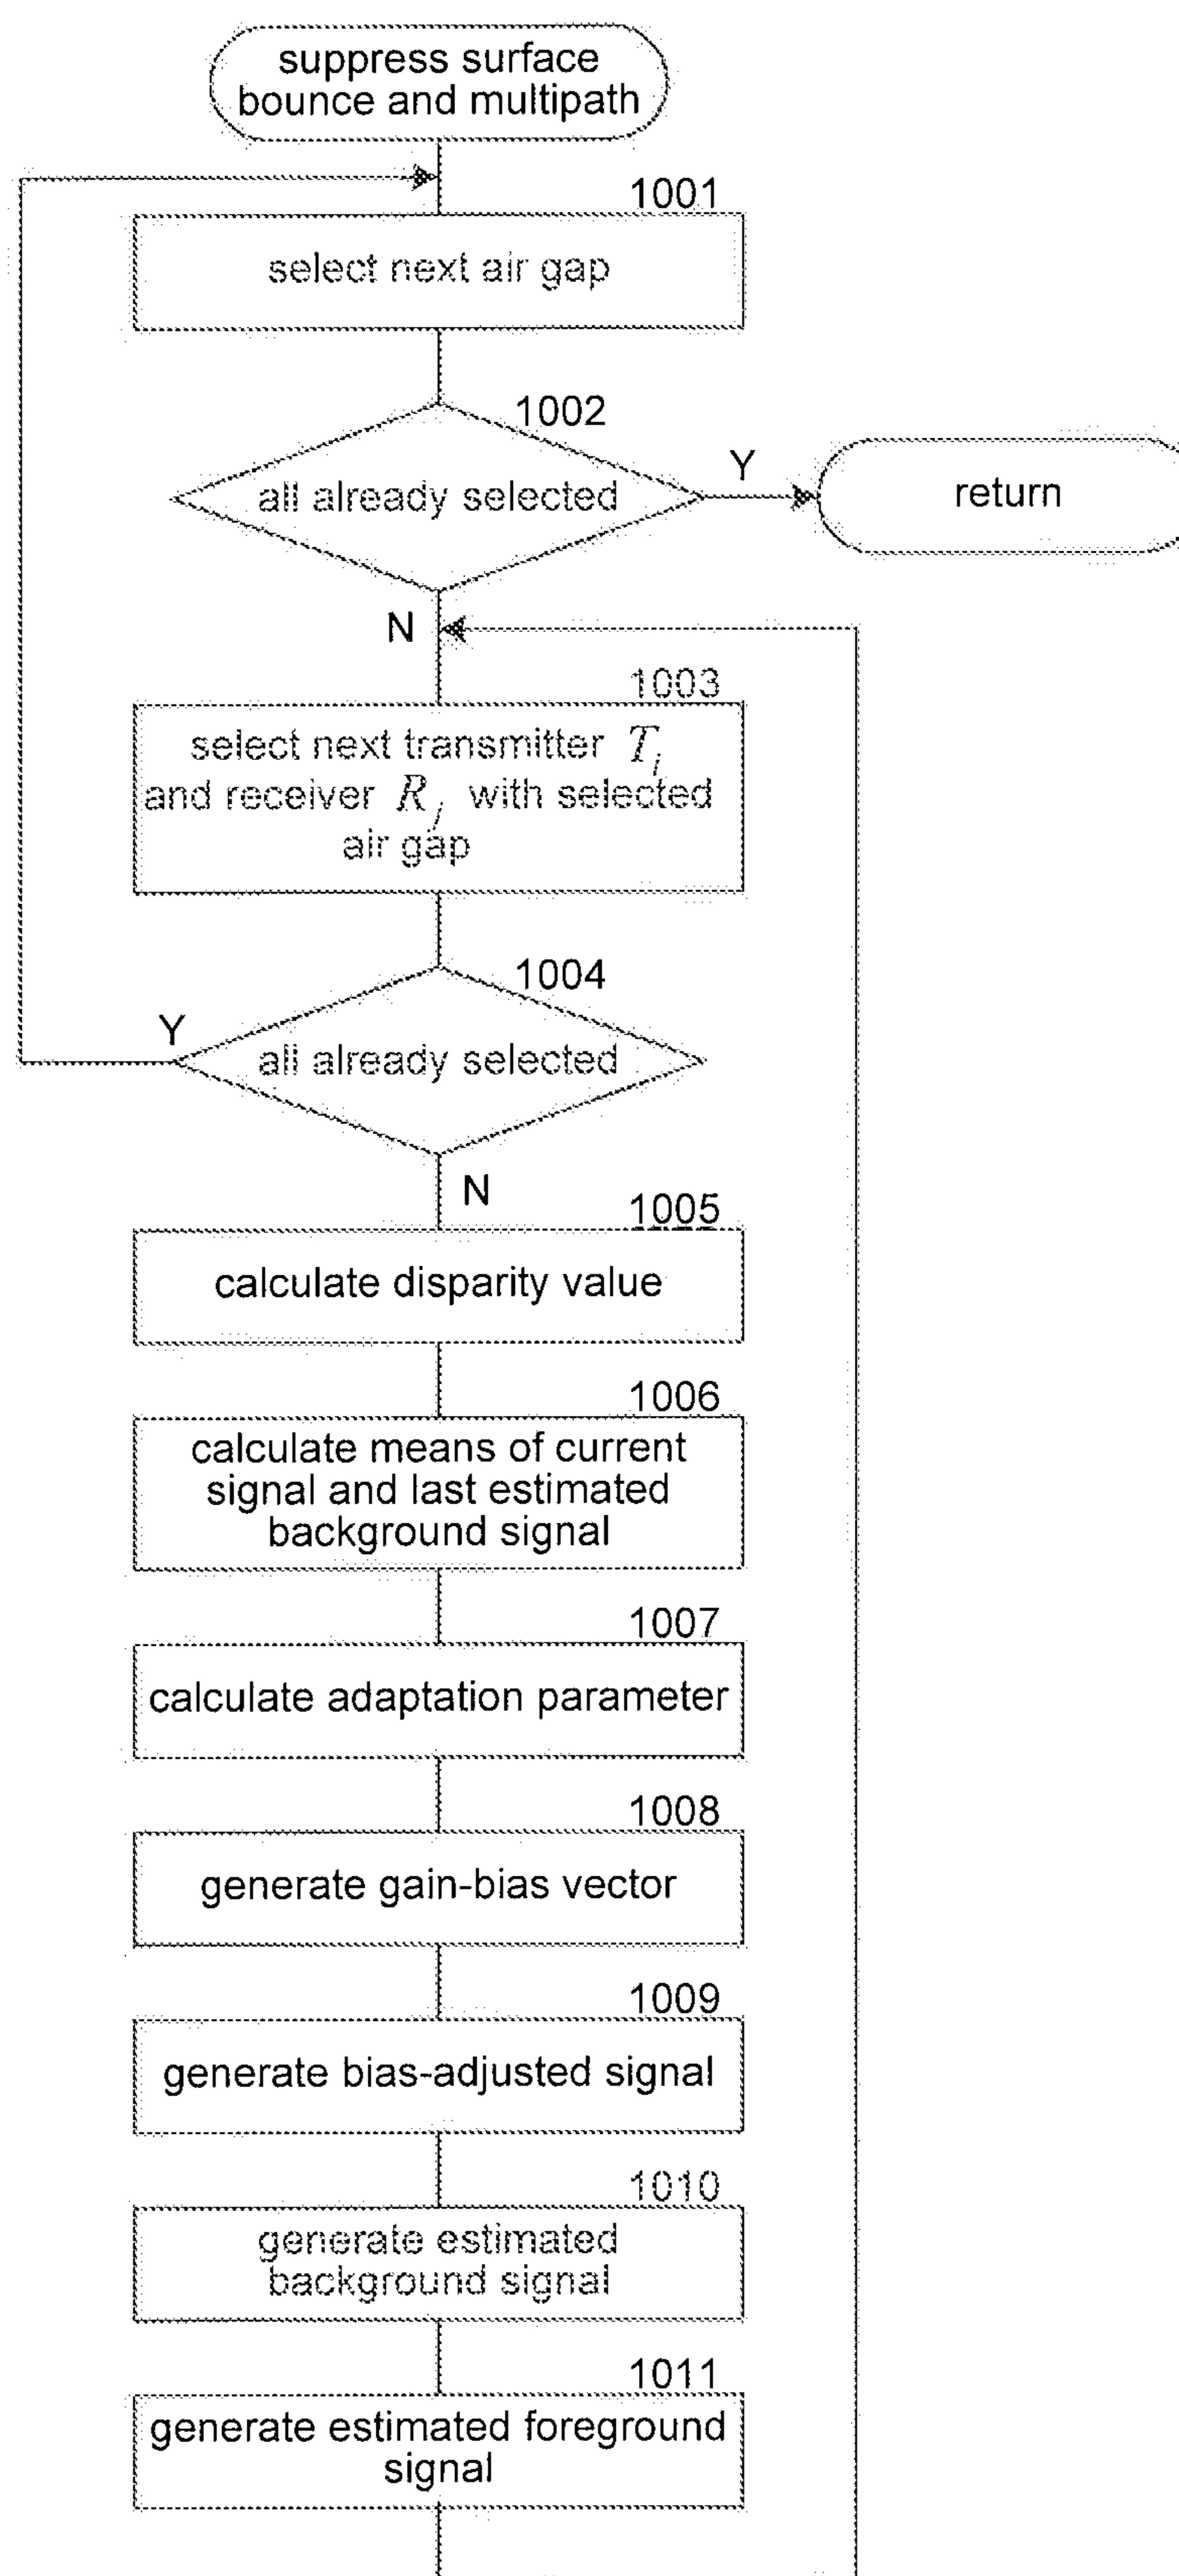 suppress surface
bounce and multipath
1001
select next air gap
1002
all already selected
Y
return
N
1003
select next transmitter T_i
and receiver R_j with selected
air gap
1004
Y
all already selected
N
1005
calculate disparity value
1006
calculate means of current
signal and last estimated
background signal
1007
calculate adaptation parameter
1008
generate gain-bias vector
1009
generate bias-adjusted signal
1010
generate estimated
background signal
1011
generate estimated foreground
signal